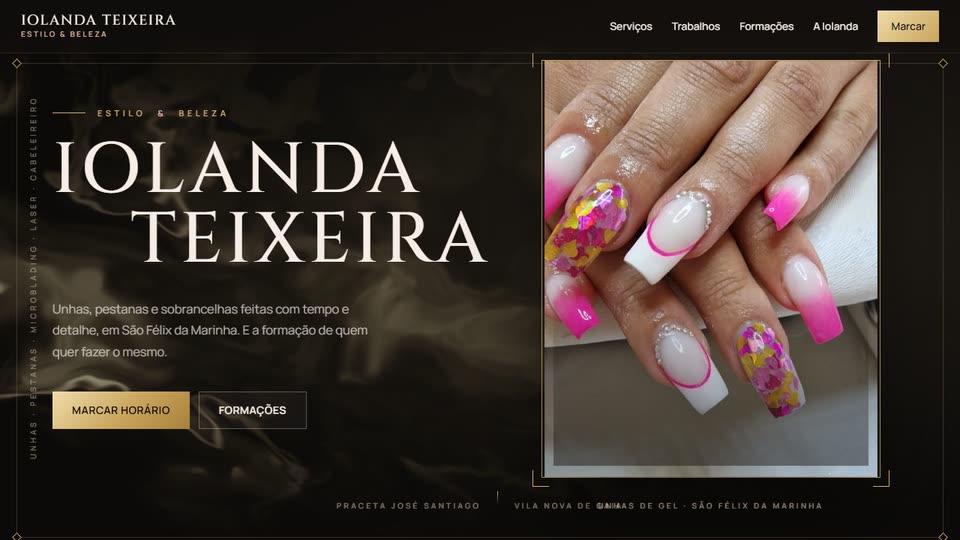 IOLANDA TEIXEIRA
ESTILO & BELEZA
Serviços Trabalhos Formações A Iolanda Marcar
UNHAS · PESTANAS · MICROBLADING · LASER · CABELEIREIRO
ESTILO & BELEZA
IOLANDA
TEIXEIRA
Unhas, pestanas e sobrancelhas feitas com tempo e
detalhe, em São Félix da Marinha. E a formação de quem
quer fazer o mesmo.
MARCAR HORÁRIO FORMAÇÕES
PRACETA JOSÉ SANTIAGO VILA NOVA DE
UNHAS DE GEL · SÃO FÉLIX DA MARINHA